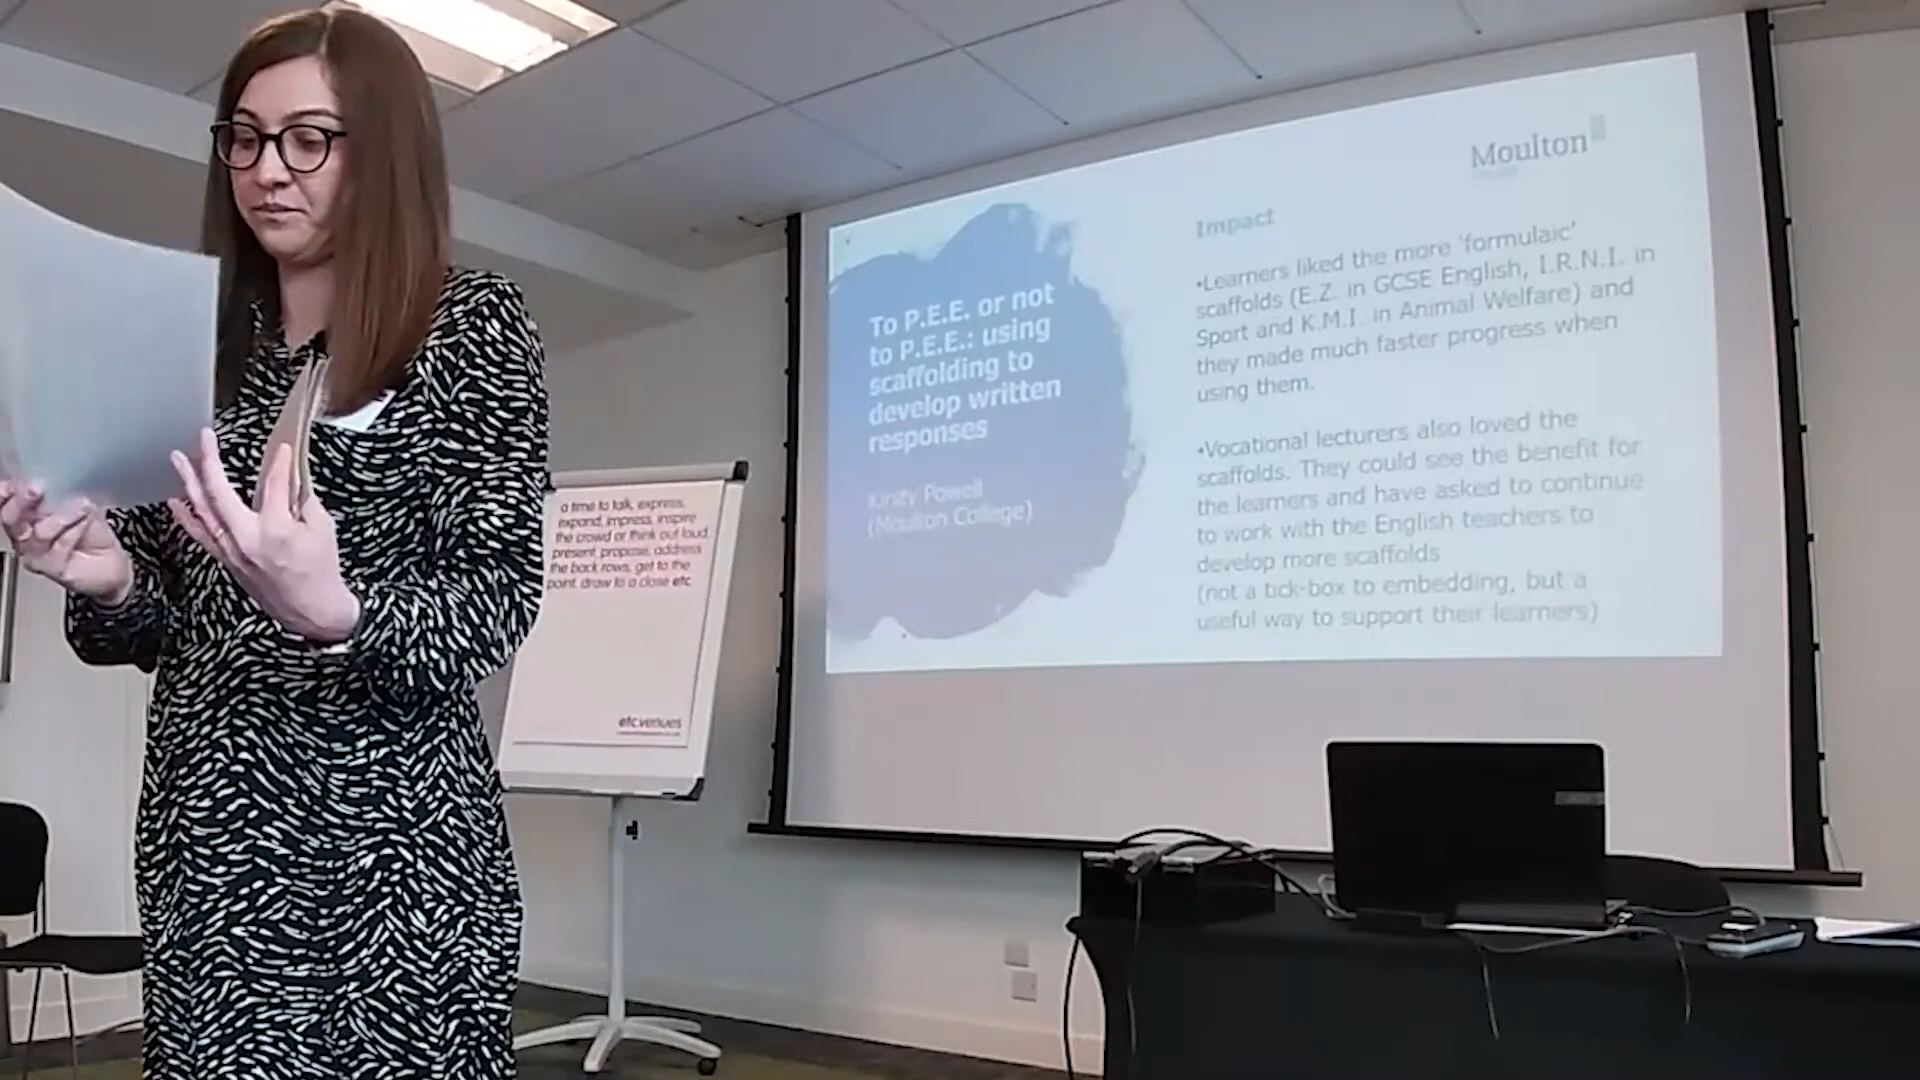 a time to talk, express,
expand, impress, inspire
the crowd or think out loud,
present, propose, address
the back rows, get to the
point, draw to a close etc.
etc.venues
To P.E.E. or not
to P.E.E.: using
scaffolding to
develop written
responses
Kirsty Powell
(Moulton College)
Moulton
Impact
•Learners liked the more 'formulaic'
scaffolds (E.Z. in GCSE English, I.R.N.I. in
Sport and K.M.I. in Animal Welfare) and
they made much faster progress when
using them.
•Vocational lecturers also loved the
scaffolds. They could see the benefit for
the learners and have asked to continue
to work with the English teachers to
develop more scaffolds
(not a tick-box to embedding, but a
useful way to support their learners)